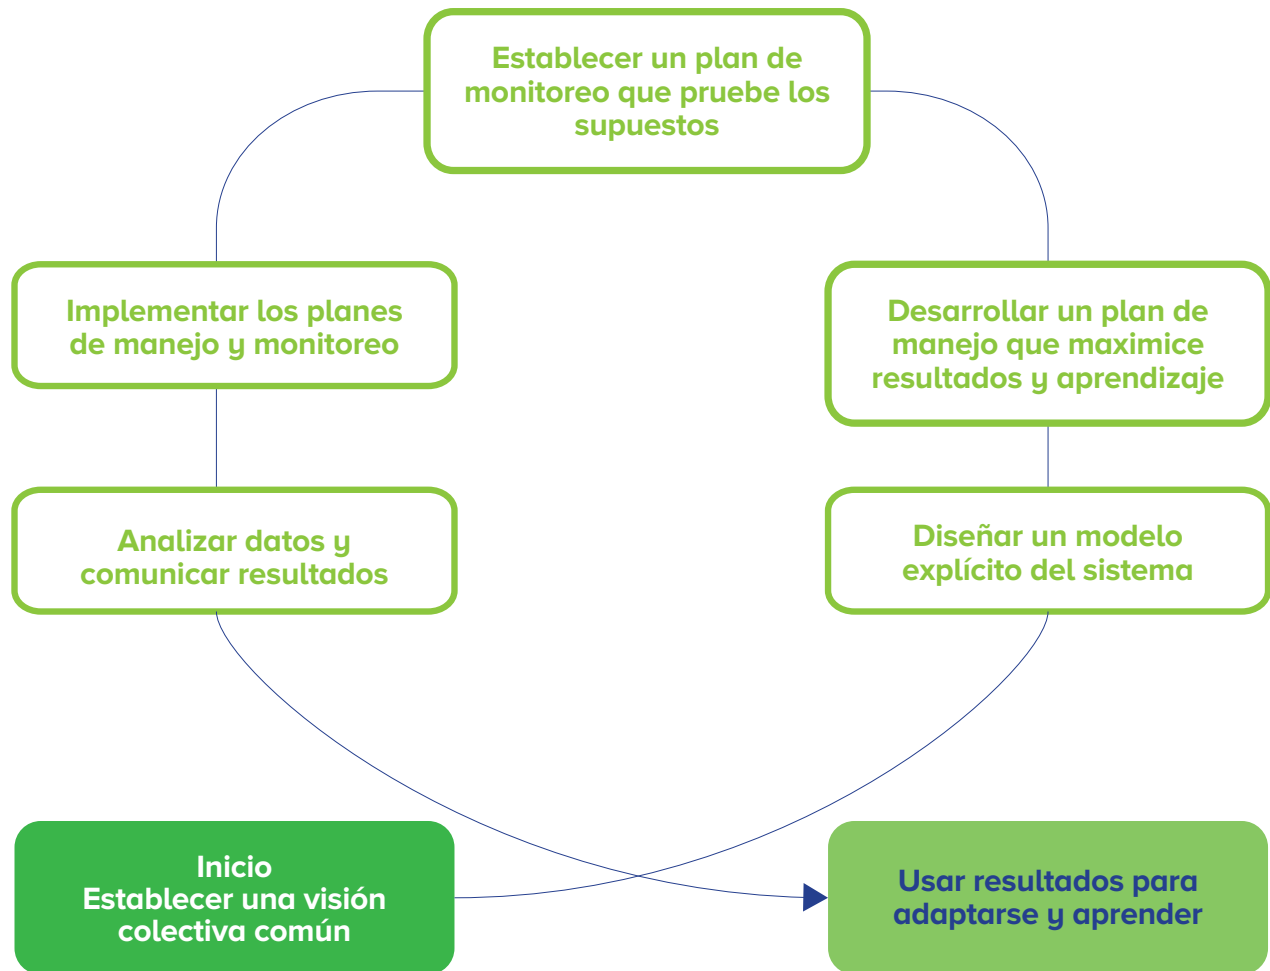 Establecer un plan de
monitoreo que pruebe los
supuestos
Implementar los planes
de manejo y monitoreo
Desarrollar un plan de
manejo que maximice
resultados y aprendizaje
Analizar datos y
comunicar resultados
Diseñar un modelo
explícito del sistema
Inicio
Establecer una visión
colectiva común
Usar resultados para
adaptarse y aprender